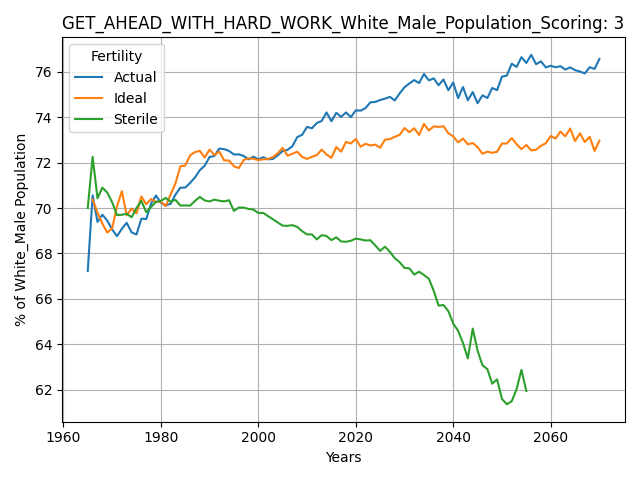 GET_AHEAD_WITH_HARD_WORK_White_Male_Population_Scoring: 3
Fertility
Actual
Ideal
Sterile
% of White_Male Population
76
74
72
70
68
66
64
62
1960
1980
2000
2020
2040
2060
Years